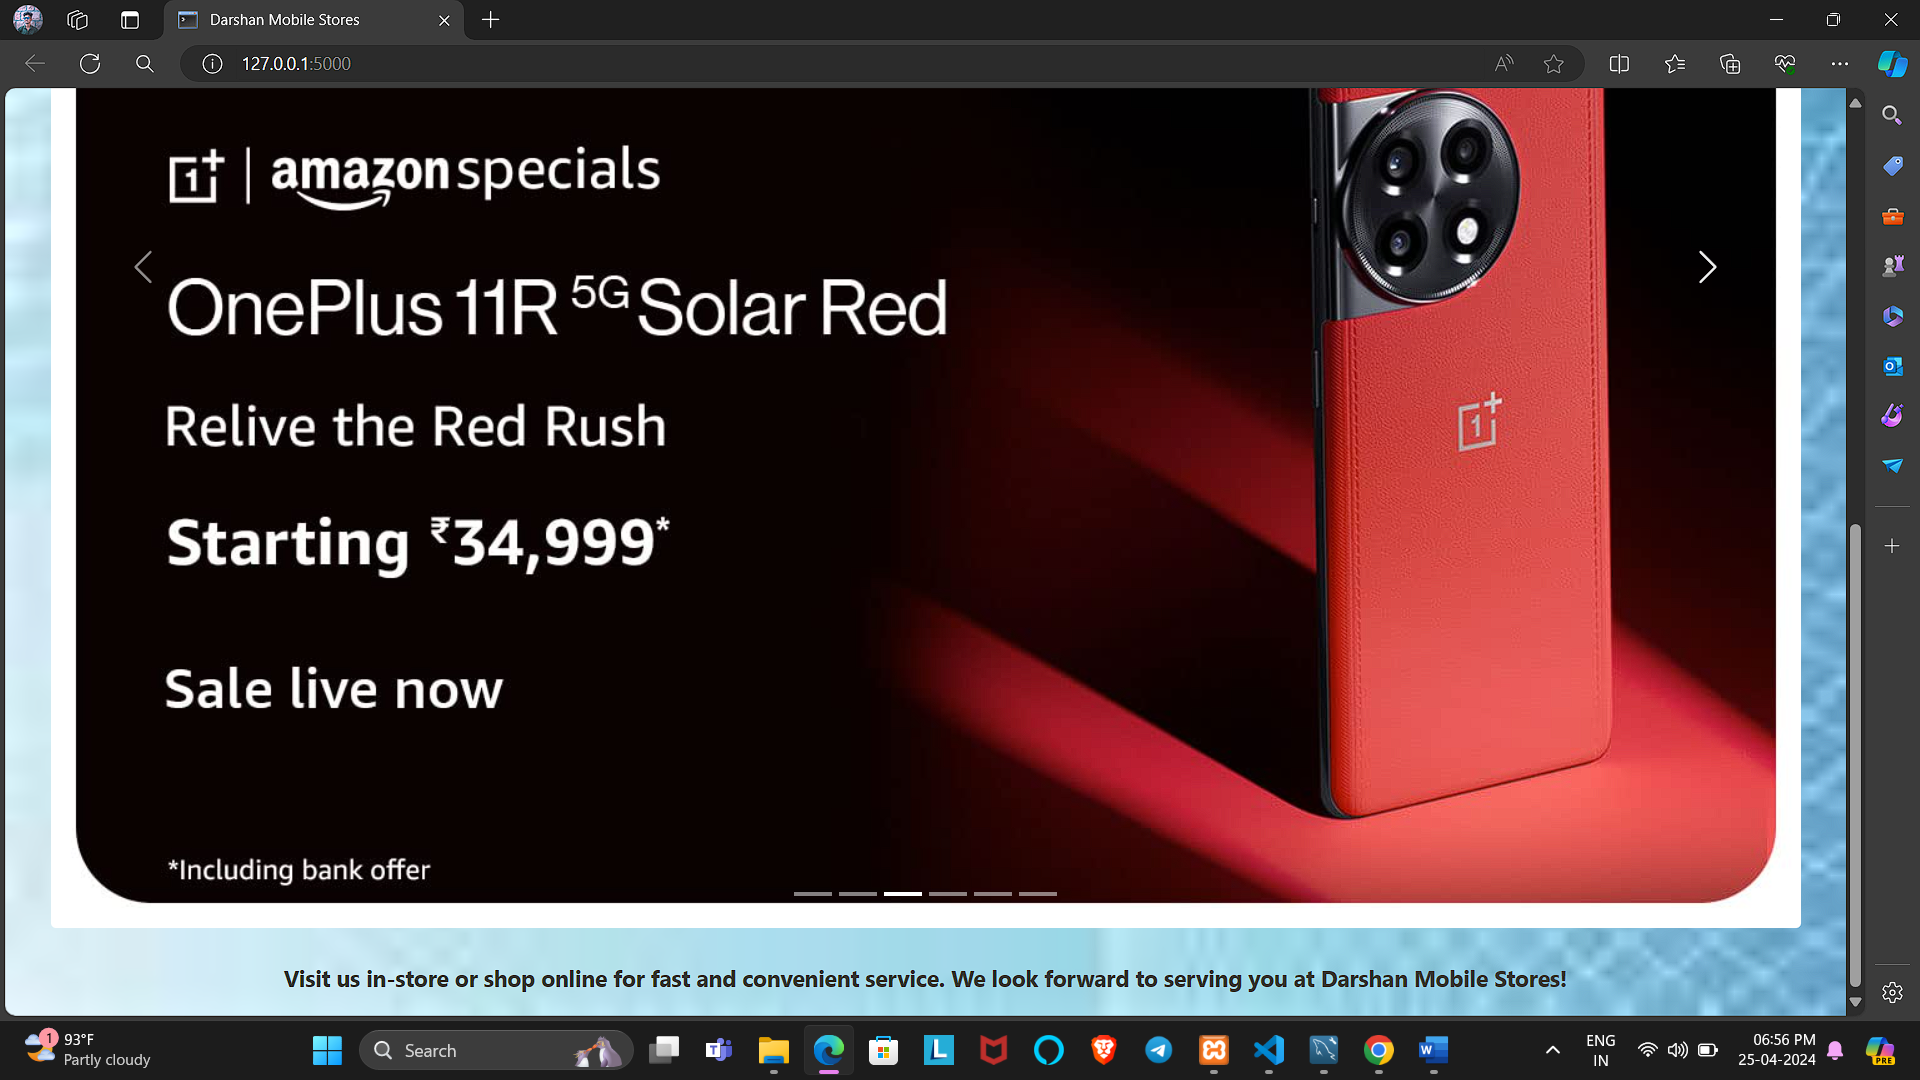 Darshan Mobile Stores
127.0.0.1:5000
1+ | amazon specials
OnePlus 11R 5G Solar Red
Relive the Red Rush
Starting ₹34,999*
Sale live now
*Including bank offer
Visit us in-store or shop online for fast and convenient service. We look forward to serving you at Darshan Mobile Stores!
1
93°F
Partly cloudy
Search
ENG
IN
06:56 PM
25-04-2024
PRE